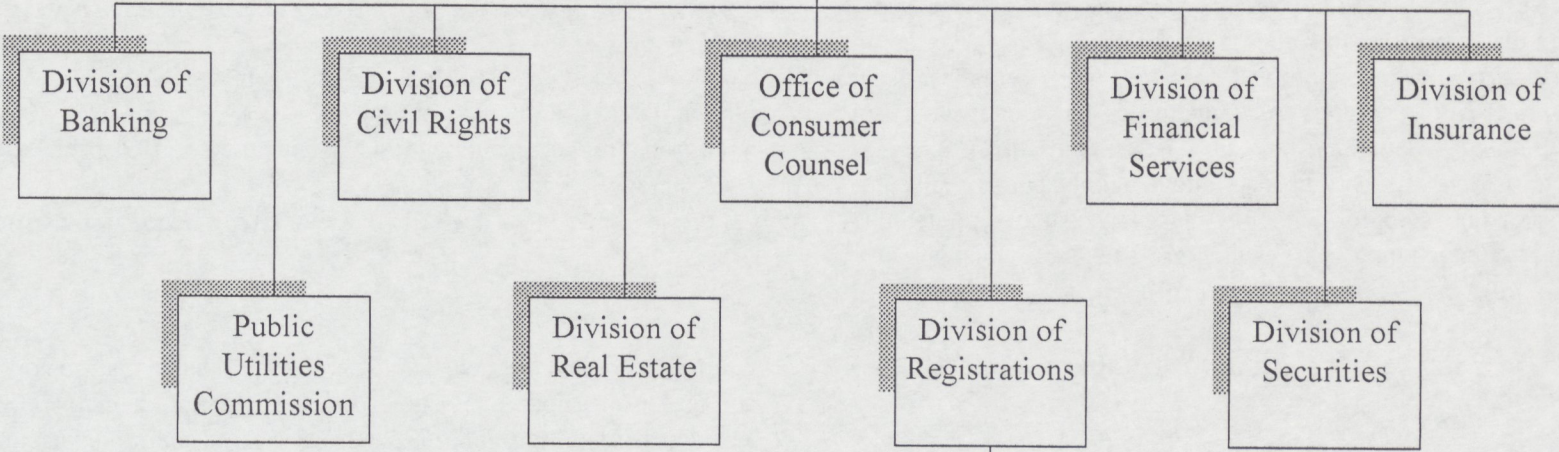 Division of
Banking
Division of
Civil Rights
Office of
Consumer
Counsel
Division of
Financial
Services
Division of
Insurance
Public
Utilities
Commission
Division of
Real Estate
Division of
Registrations
Division of
Securities